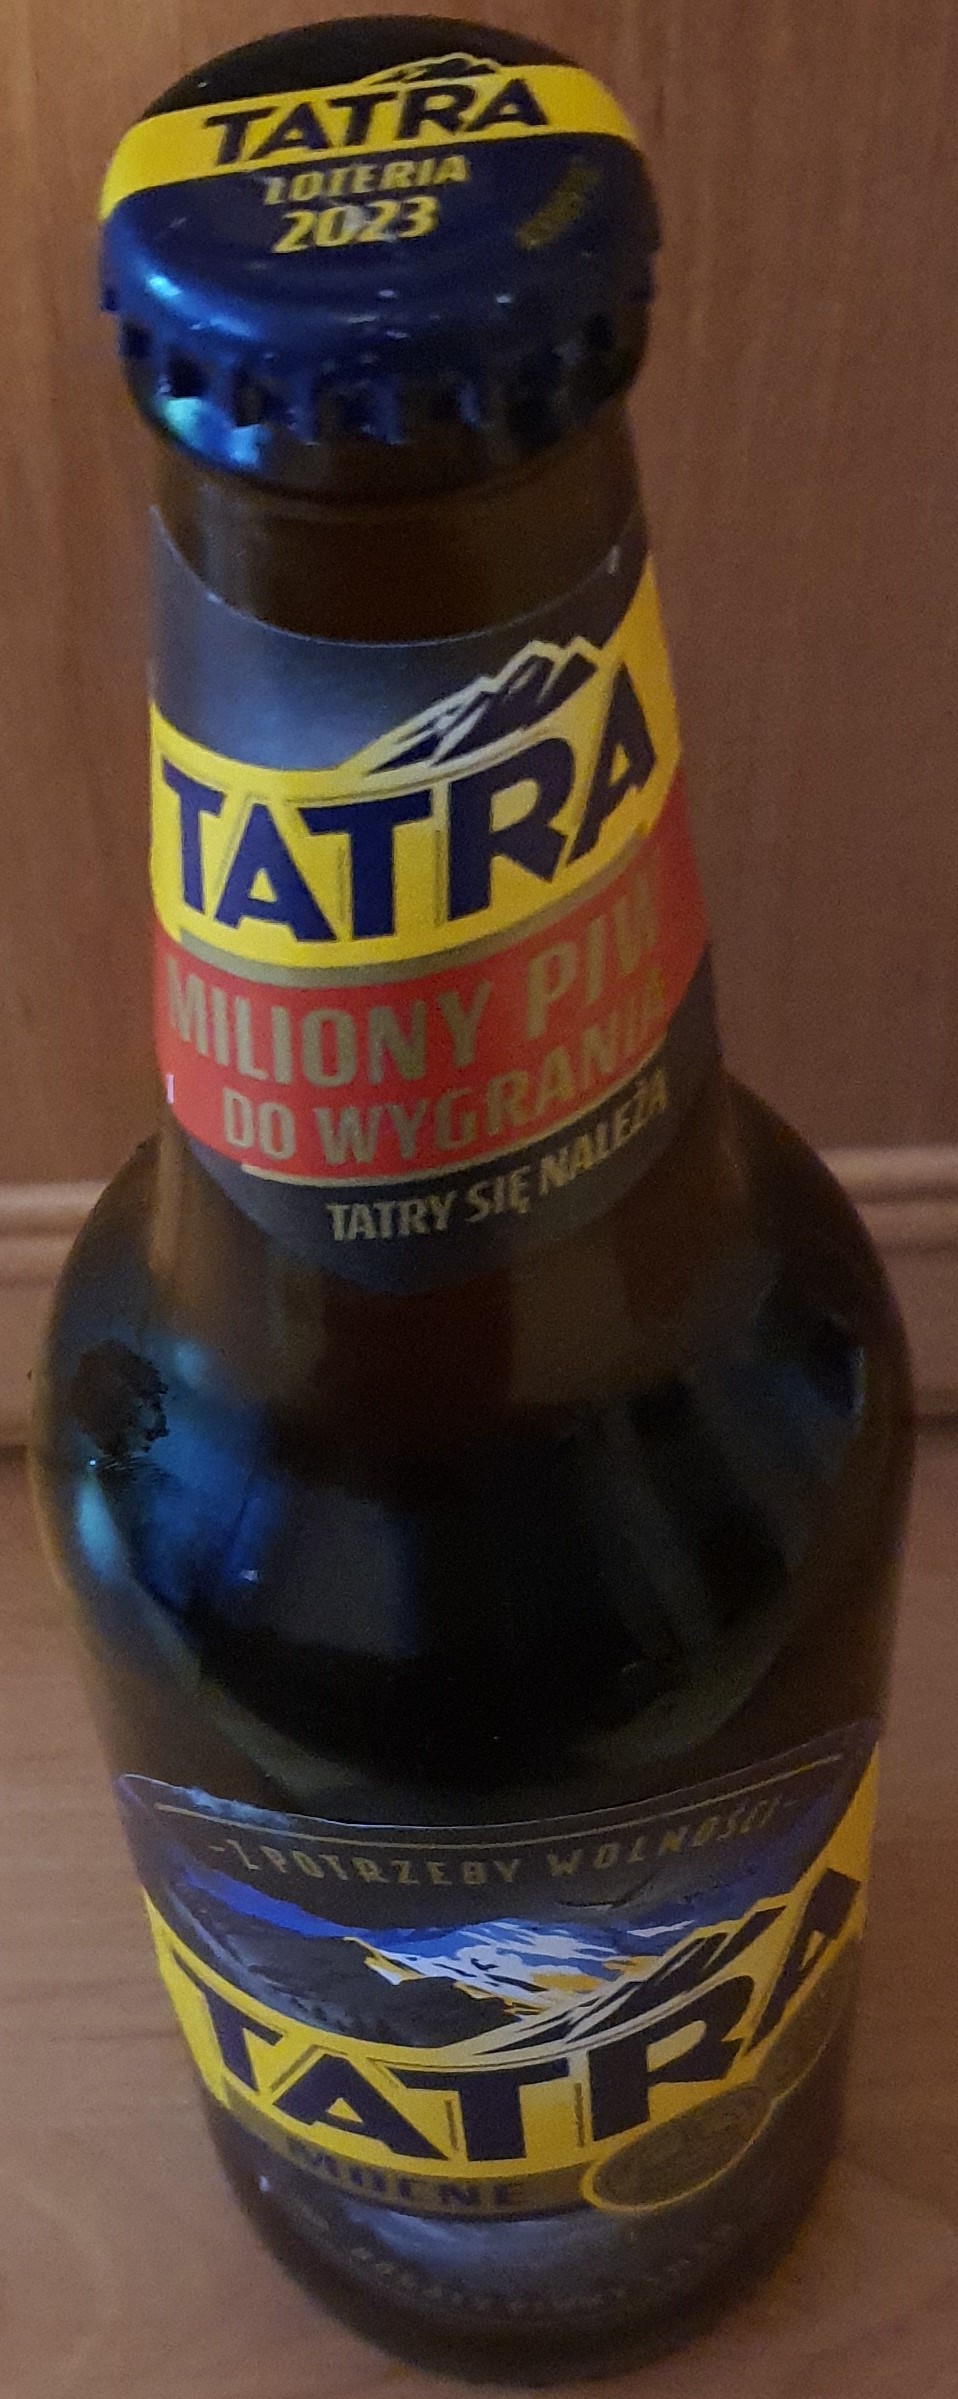 TATRA
LOTERIA
2023
TATRA
MILIONY PIW
DO WYGRANIA
TATRY SIĘ NALEŻĄ
-Z POTRZEBY WOLNOŚCI-
TATRA
MOCNE